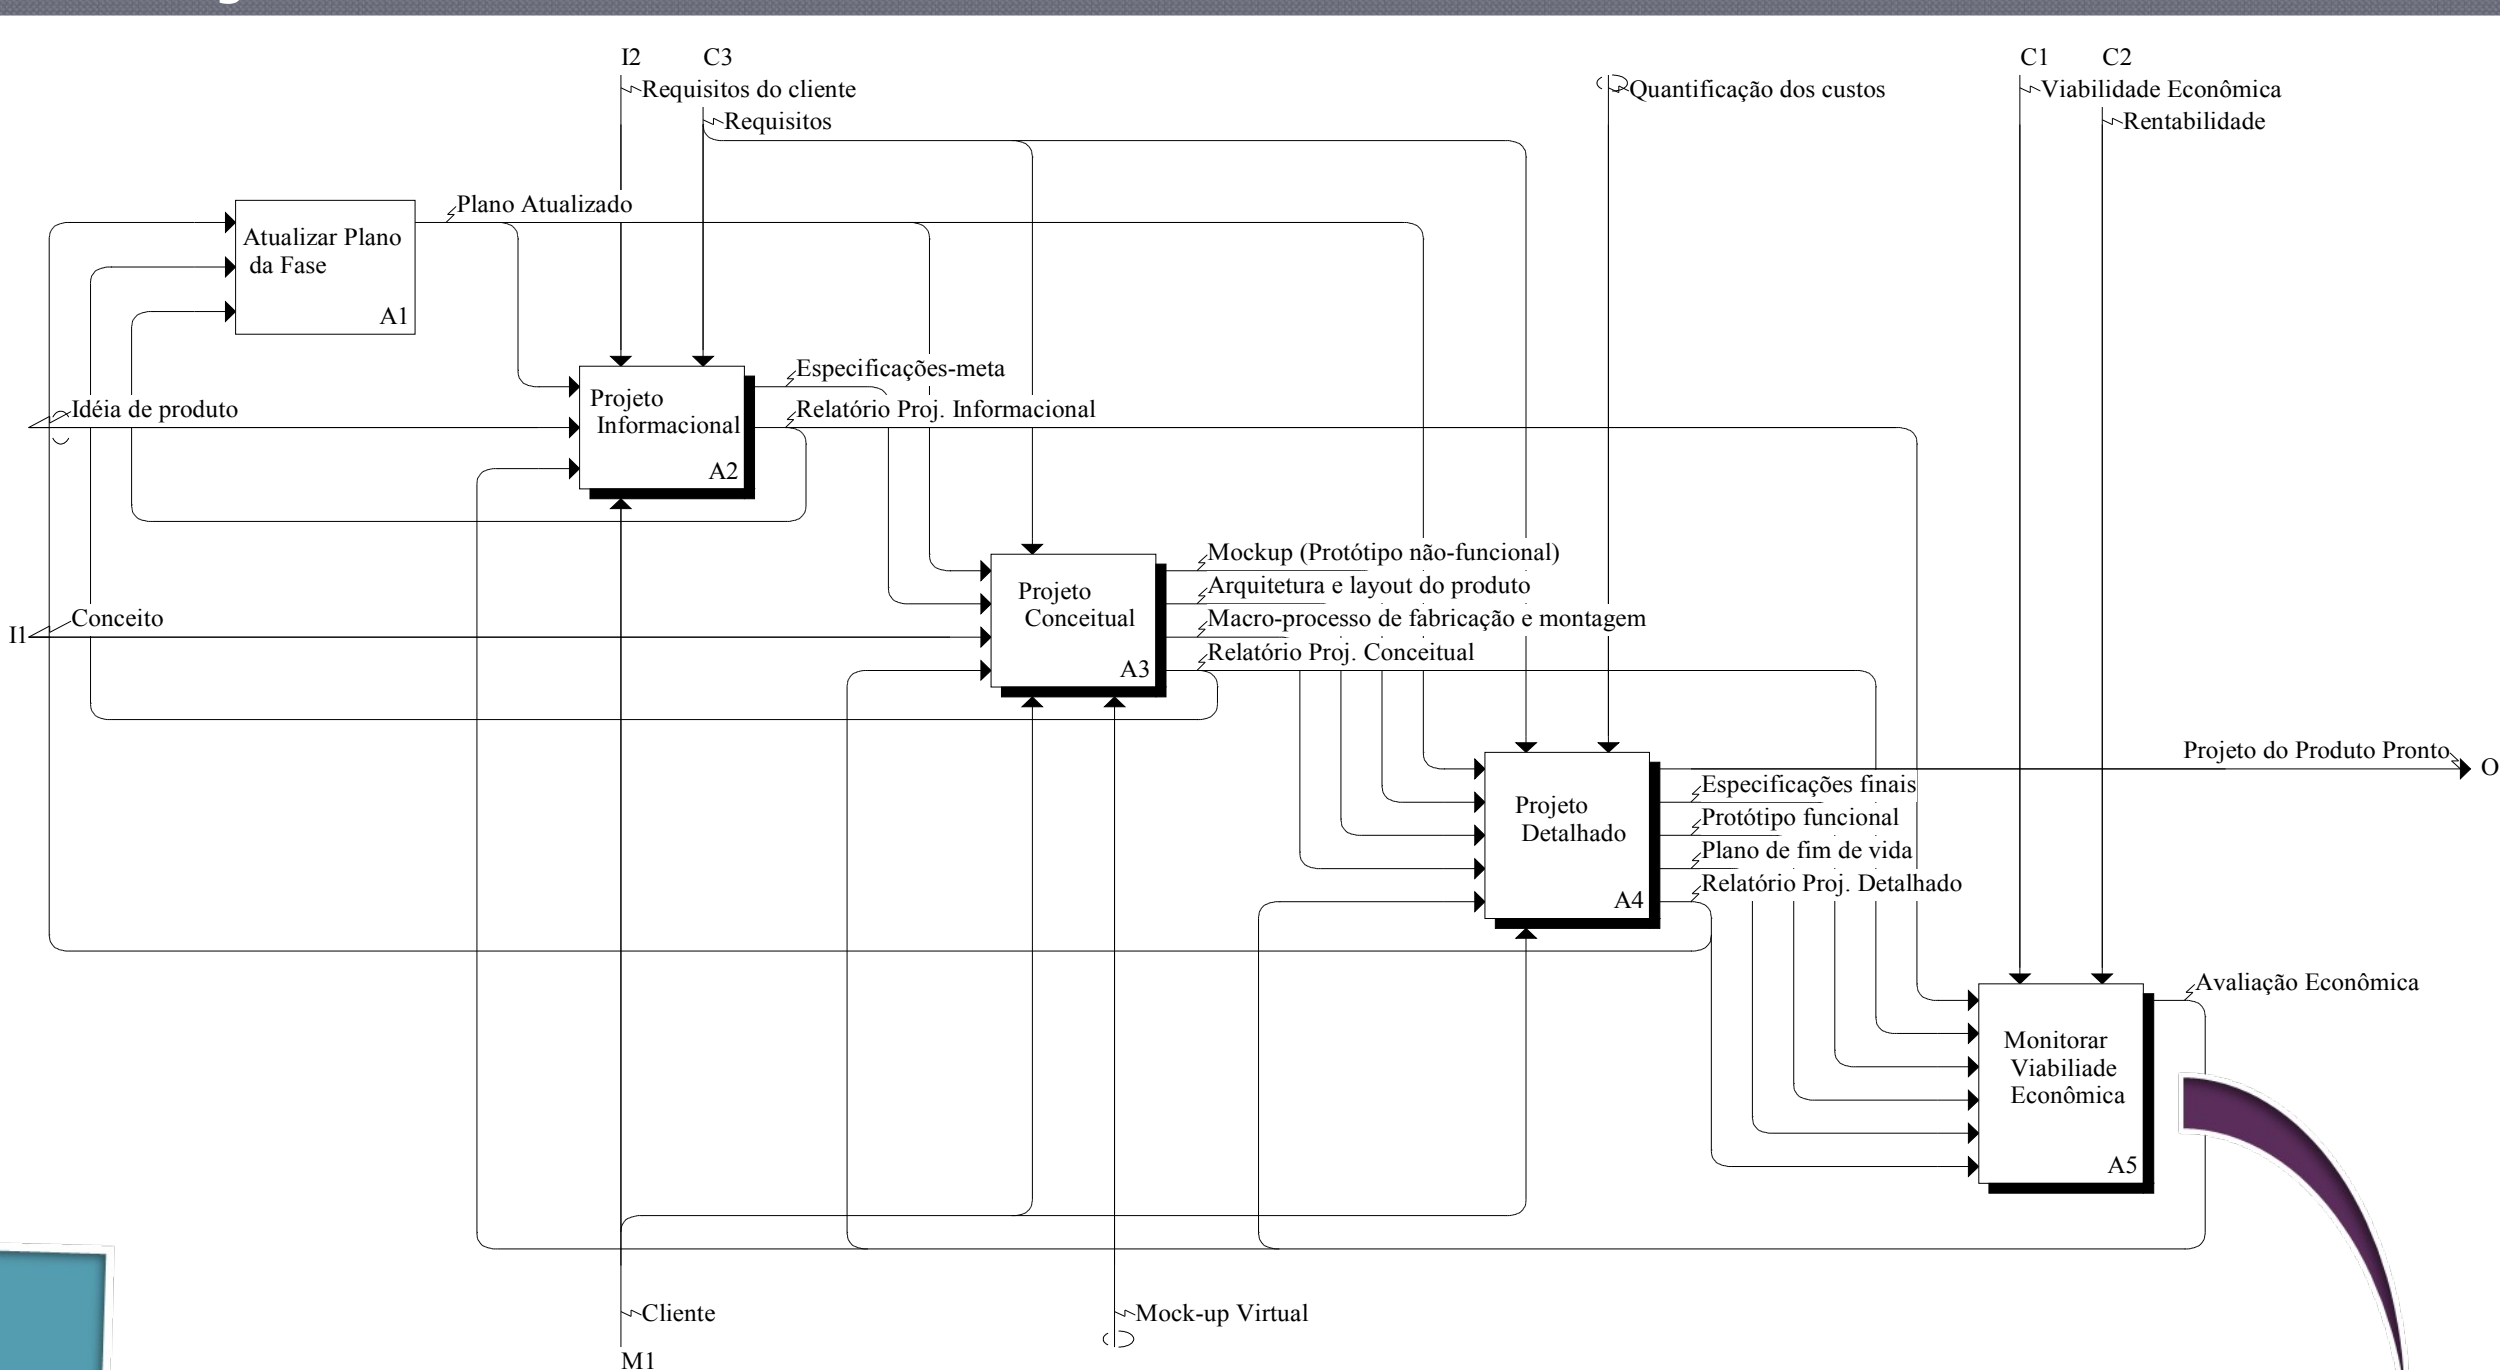 I2
C3
C1
C2
Requisitos do cliente
Quantificação dos custos
Viabilidade Econômica
Requisitos
Rentabilidade
Plano Atualizado
Atualizar Plano
da Fase
A1
Especificações-meta
Projeto
Informacional
A2
Idéia de produto
Relatório Proj. Informacional
Mockup (Protótipo não-funcional)
Arquitetura e layout do produto
Projeto
Conceitual
A3
I1
Conceito
Macro-processo de fabricação e montagem
Relatório Proj. Conceitual
Projeto do Produto Pronto
O
Especificações finais
Projeto
Detalhado
A4
Protótipo funcional
Plano de fim de vida
Relatório Proj. Detalhado
Avaliação Econômica
Monitorar
Viabiliade
Econômica
A5
Cliente
Mock-up Virtual
M1